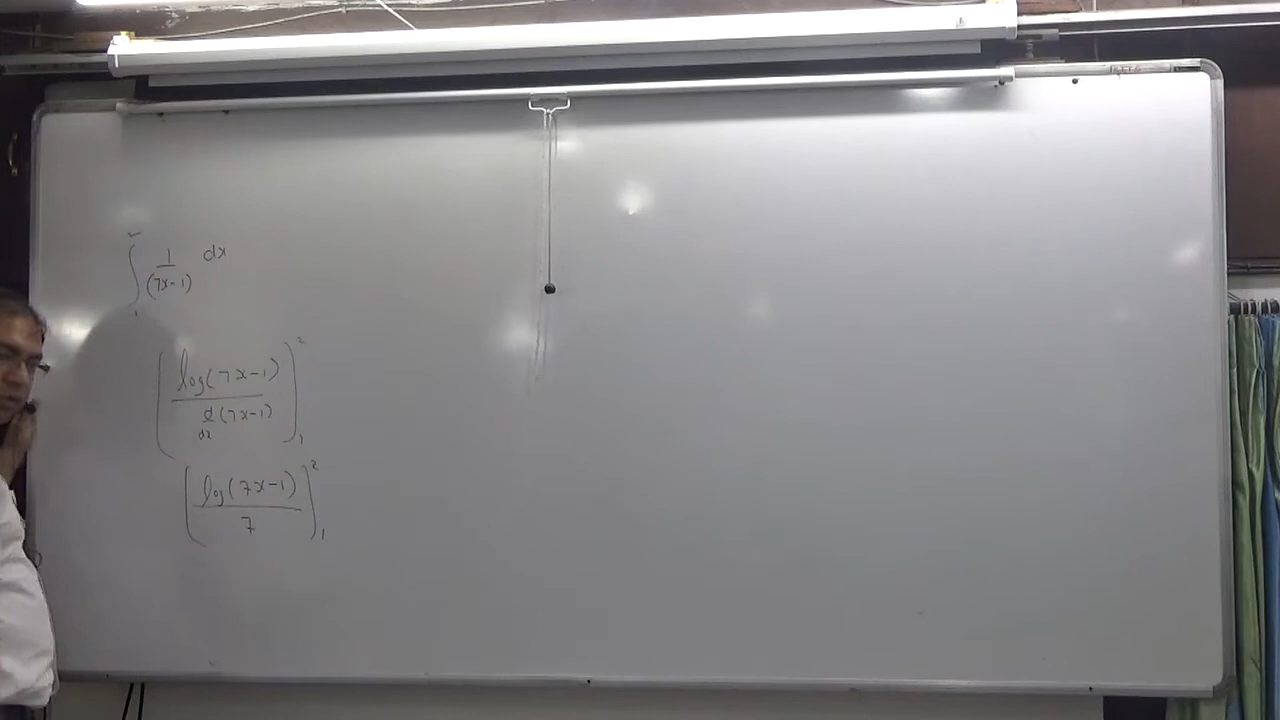 ∫₁² 1/(7x-1) dx
[log(7x-1) / d/dx (7x-1)]₁²
[log(7x-1) / 7]₁²